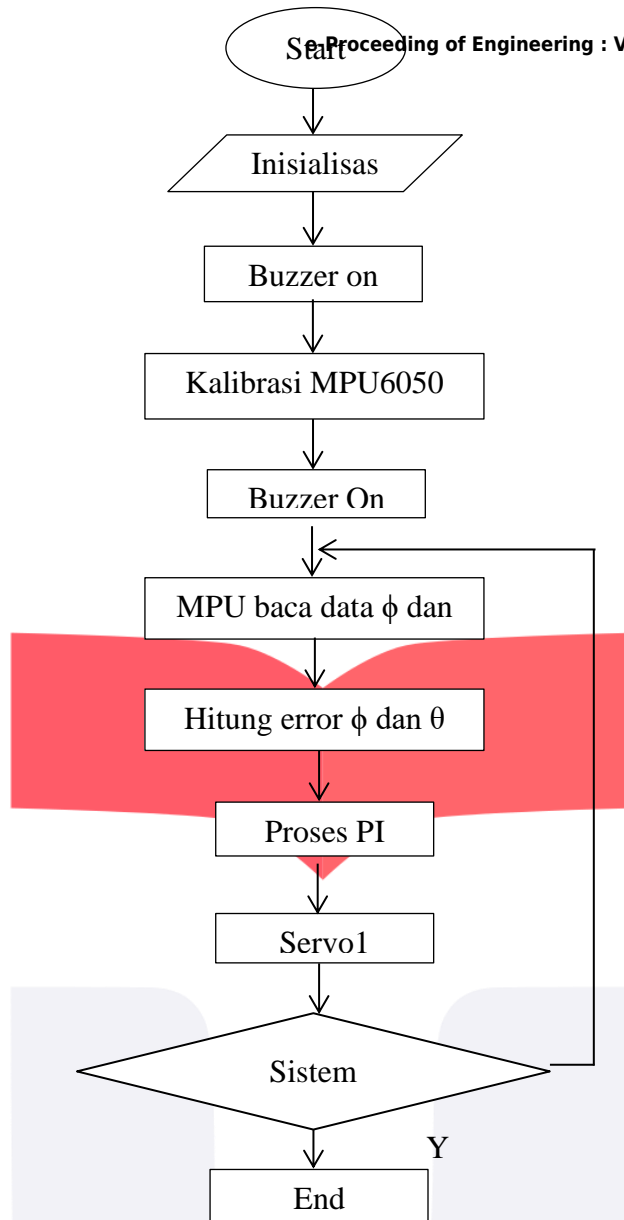 Start
e-Proceeding of Engineering : V
Inisialisas
Buzzer on
Kalibrasi MPU6050
Buzzer On
MPU baca data ϕ dan
Hitung error ϕ dan θ
Proses PI
Servo1
Sistem
Y
End